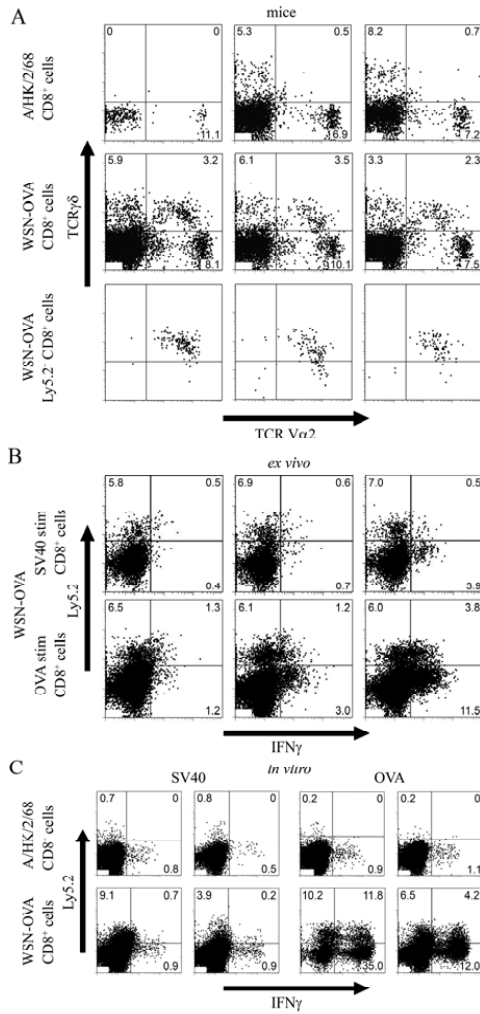 A
mice
A/HK/2/68
CD8+ cells
0 0
11.1
5.3 0.5
16.9
8.2 0.7
7.2
TCRγδ
WSN-OVA
CD8+ cells
5.9 3.2
8.1
6.1 3.5
10.1
3.3 2.3
7.5
WSN-OVA
Ly5.2- CD8+ cells
TCR Vα2
B
ex vivo
WSN-OVA
SV40 stim
CD8+ cells
Ly5.2
5.8 0.5
0.4
6.9 0.6
0.7
7.0 0.5
3.8
OVA stim
CD8+ cells
6.5 1.3
1.2
6.1 1.2
3.0
6.0 3.8
11.5
IFNγ
C
in vitro
SV40 OVA
A/HK/2/68
CD8- cells
Ly5.2
0.7 0
0.8
0.8 0
0.5
0.2 0
0.9
0.2 0
1.1
WSN-OVA
CD8+ cells
9.1 0.7
0.9
3.9 0.2
0.9
10.2 11.8
35.0
6.5 4.2
12.0
IFNγ